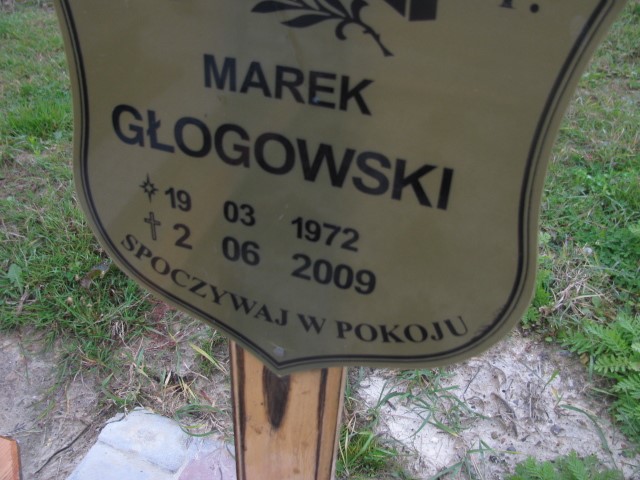 MAREK
GŁOGOWSKI
19 03 1972
2 06 2009
SPOCZYWAJ W POKOJU